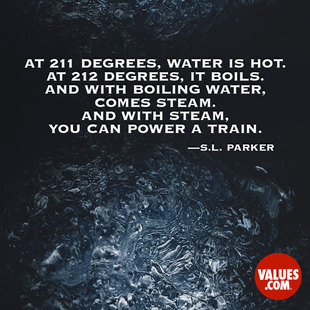 AT 211 DEGREES, WATER IS HOT.
AT 212 DEGREES, IT BOILS.
AND WITH BOILING WATER,
COMES STEAM.
AND WITH STEAM,
YOU CAN POWER A TRAIN.
—S.L. PARKER
VALUES
.COM